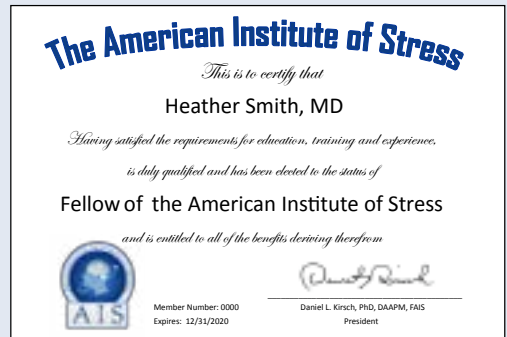 The American Institute of Stress
This is to certify that
Heather Smith, MD
Having satisfied the requirements for education, training and experience,
is duly qualified and has been elected to the status of
Fellow of the American Institute of Stress
and is entitled to all of the benefits deriving therefrom
AIS
Member Number: 0000
Expires: 12/31/2020
Daniel L. Kirsch, PhD, DAAPM, FAIS
President